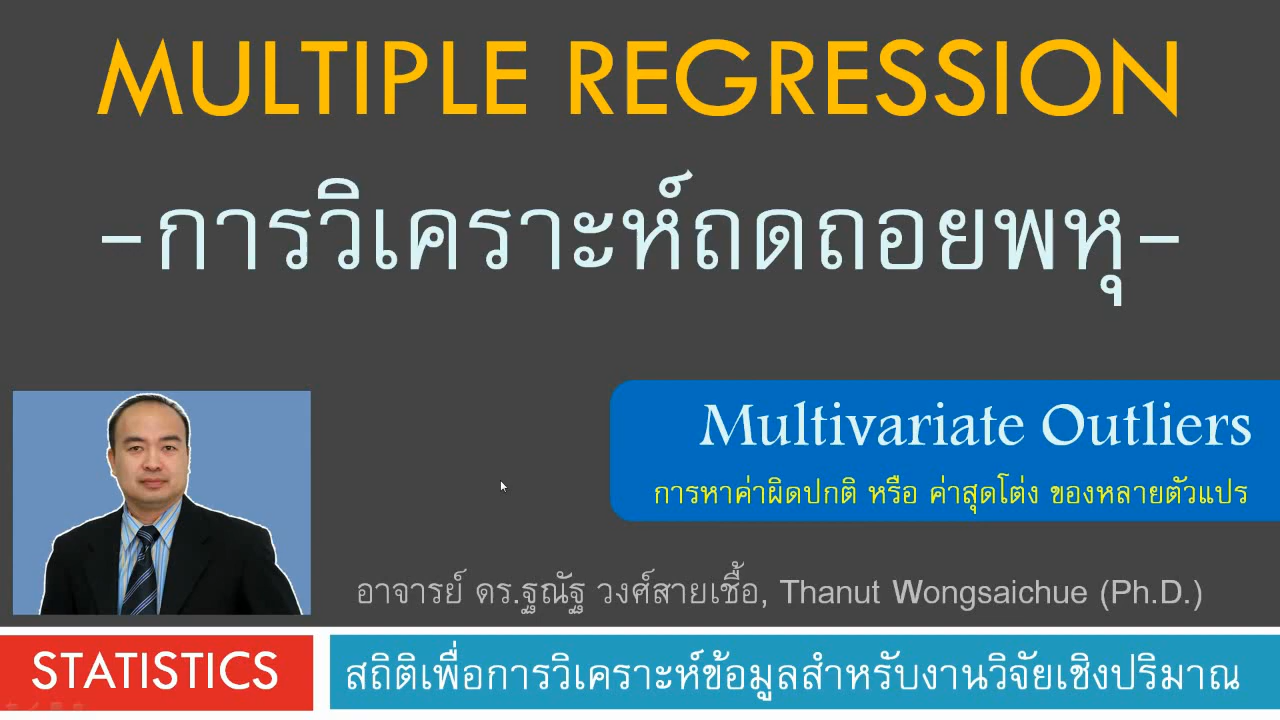 MULTIPLE REGRESSION
-การวิเคราะห์ถดถอยพหุ-
Multivariate Outliers
การหาค่าผิดปกติ หรือ ค่าสุดโต่ง ของหลายตัวแปร
อาจารย์ ดร.ฐณัฐ วงศ์สายเชื้อ, Thanut Wongsaichue (Ph.D.)
STATISTICS
สถิติเพื่อการวิเคราะห์ข้อมูลสำหรับงานวิจัยเชิงปริมาณ